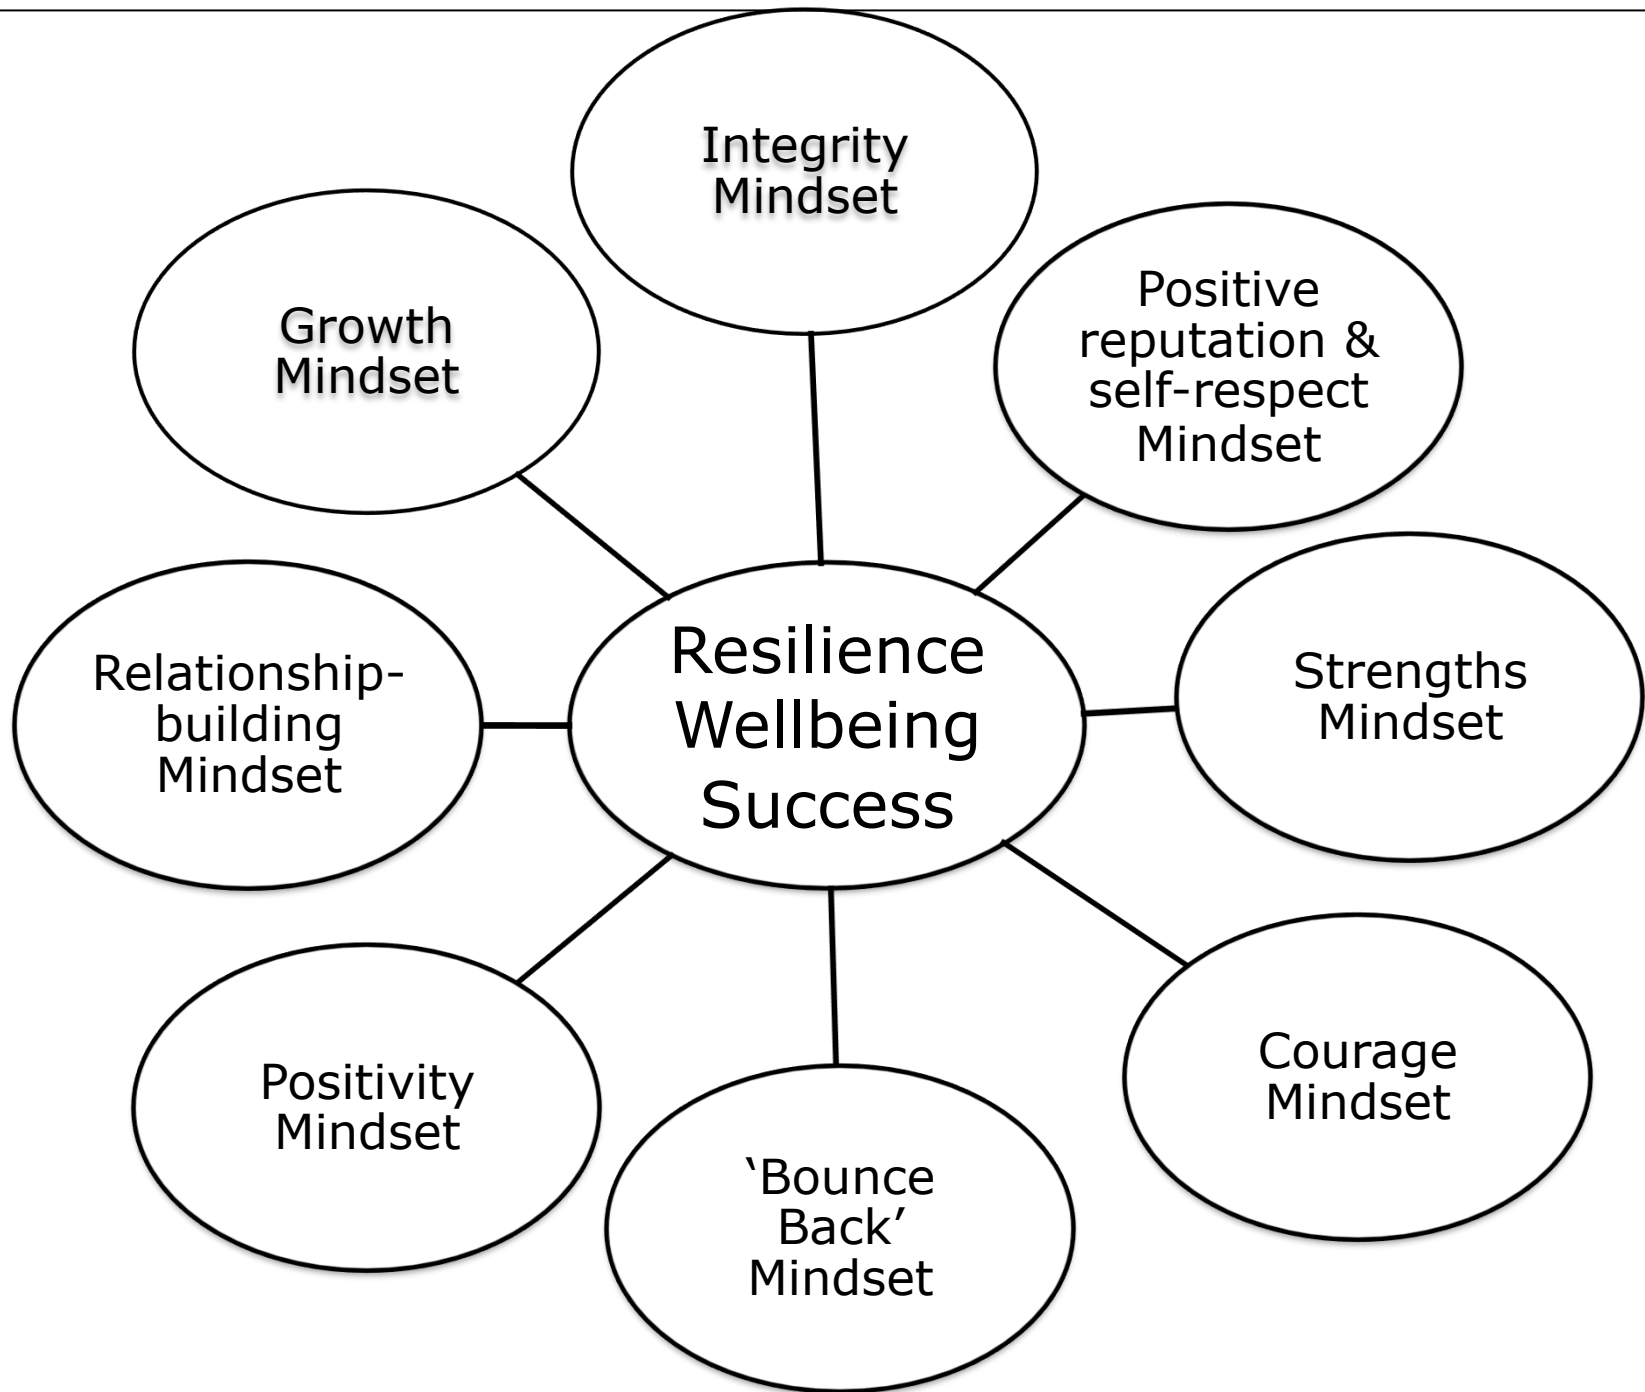 Integrity
Mindset
Growth
Mindset
Positive
reputation &
self-respect
Mindset
Relationship-
building
Mindset
Resilience
Wellbeing
Success
Strengths
Mindset
Positivity
Mindset
‘Bounce
Back’
Mindset
Courage
Mindset